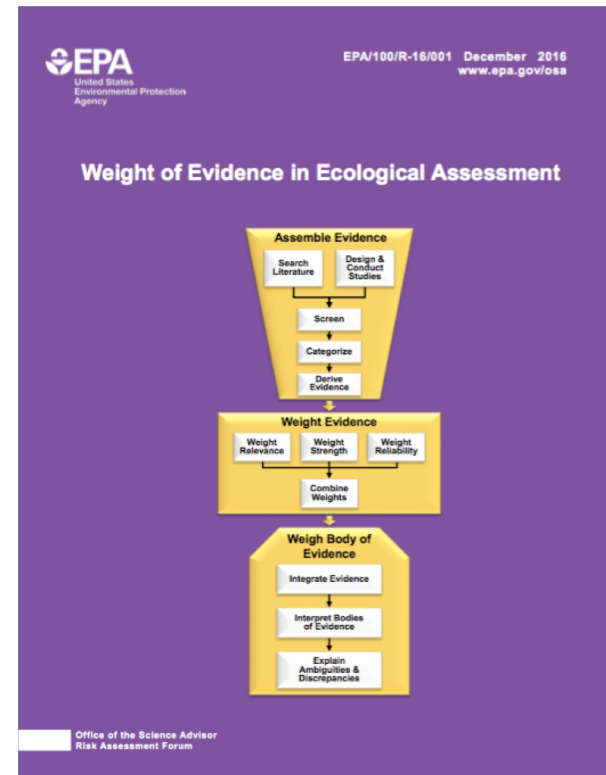 EPA
United States
Environmental Protection
Agency
EPA/100/R-16/001 December 2016
www.epa.gov/osa
Weight of Evidence in Ecological Assessment
Assemble Evidence
Search
Literature
Design &
Conduct
Studies
Screen
Categorize
Derive
Evidence
Weight Evidence
Weight
Relevance
Weight
Strength
Weight
Reliability
Combine
Weights
Weigh Body of
Evidence
Integrate Evidence
Interpret Bodies
of Evidence
Explain
Ambiguities &
Discrepancies
Office of the Science Advisor
Risk Assessment Forum